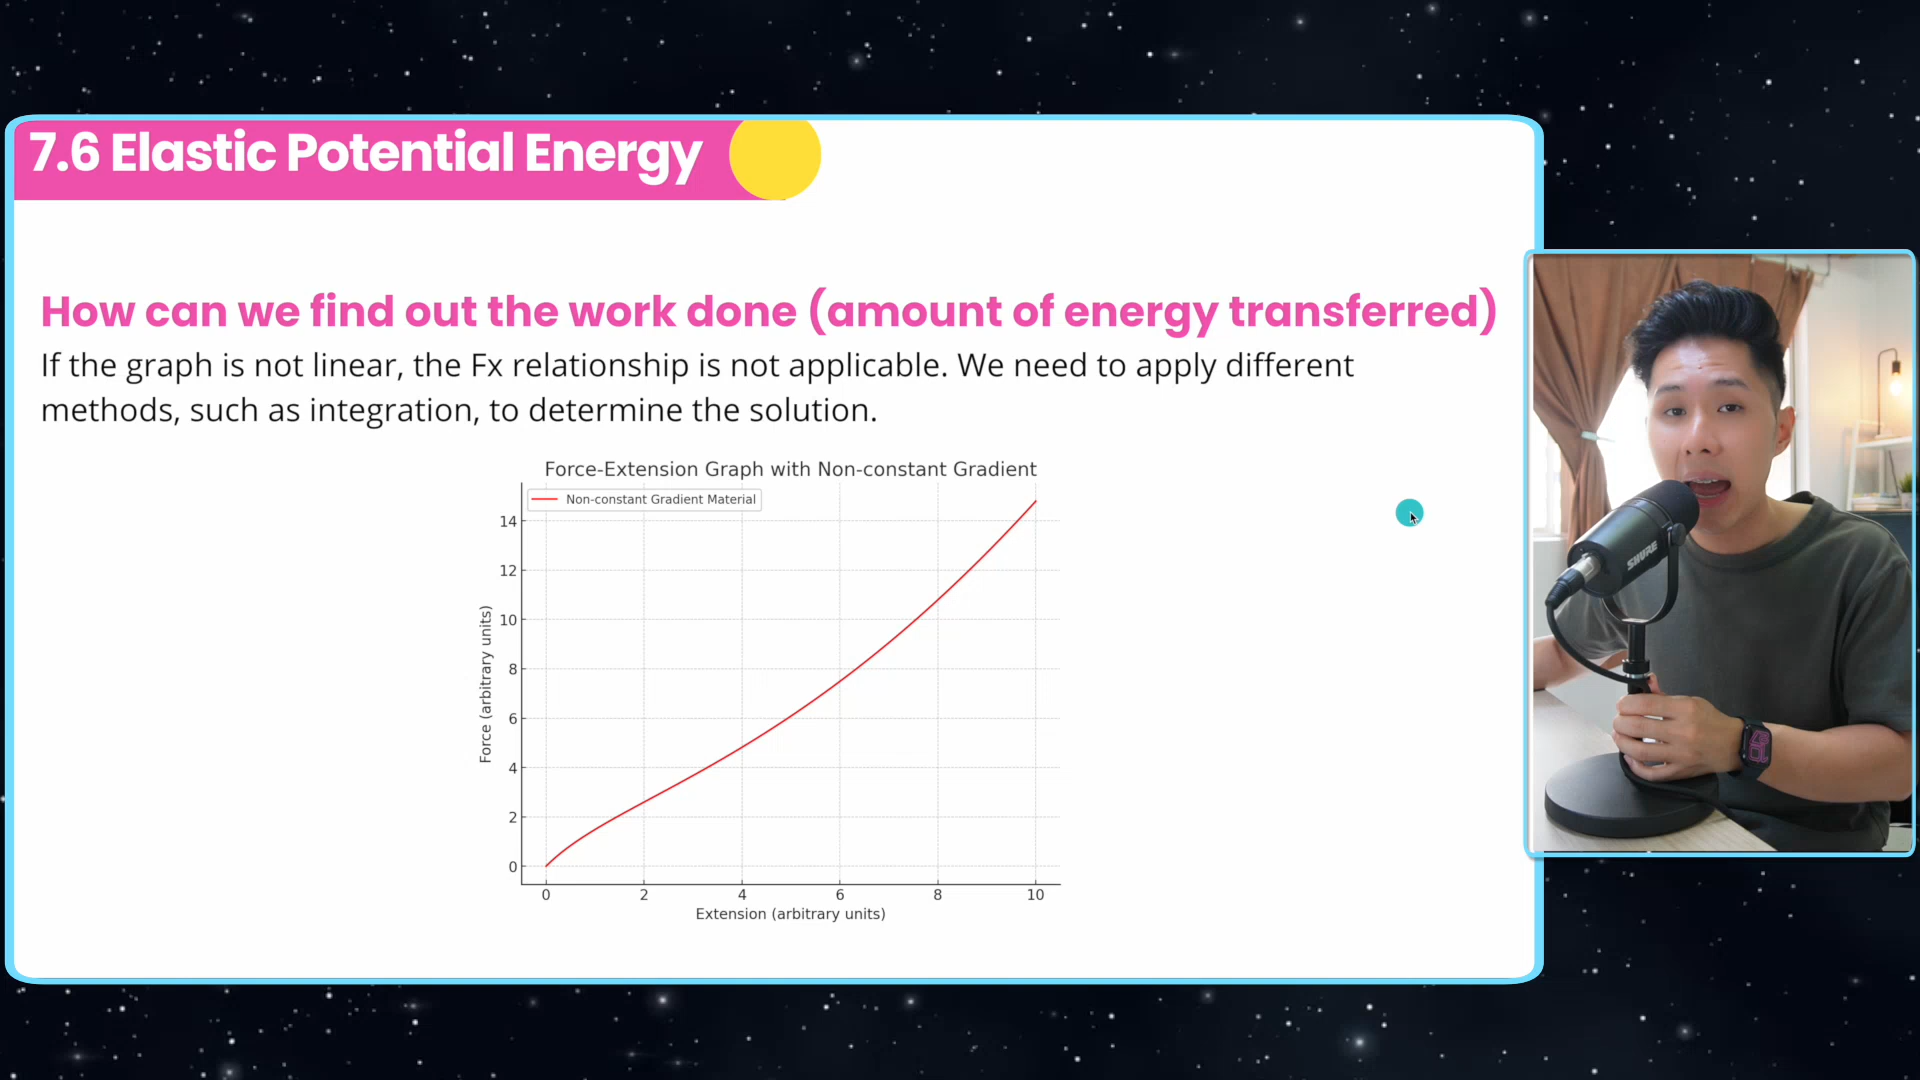 7.6 Elastic Potential Energy
How can we find out the work done (amount of energy transferred)
If the graph is not linear, the Fx relationship is not applicable. We need to apply different
methods, such as integration, to determine the solution.
Force-Extension Graph with Non-constant Gradient
Non-constant Gradient Material
14
12
10
8
6
4
2
0
Force (arbitrary units)
0 2 4 6 8 10
Extension (arbitrary units)
SHURE